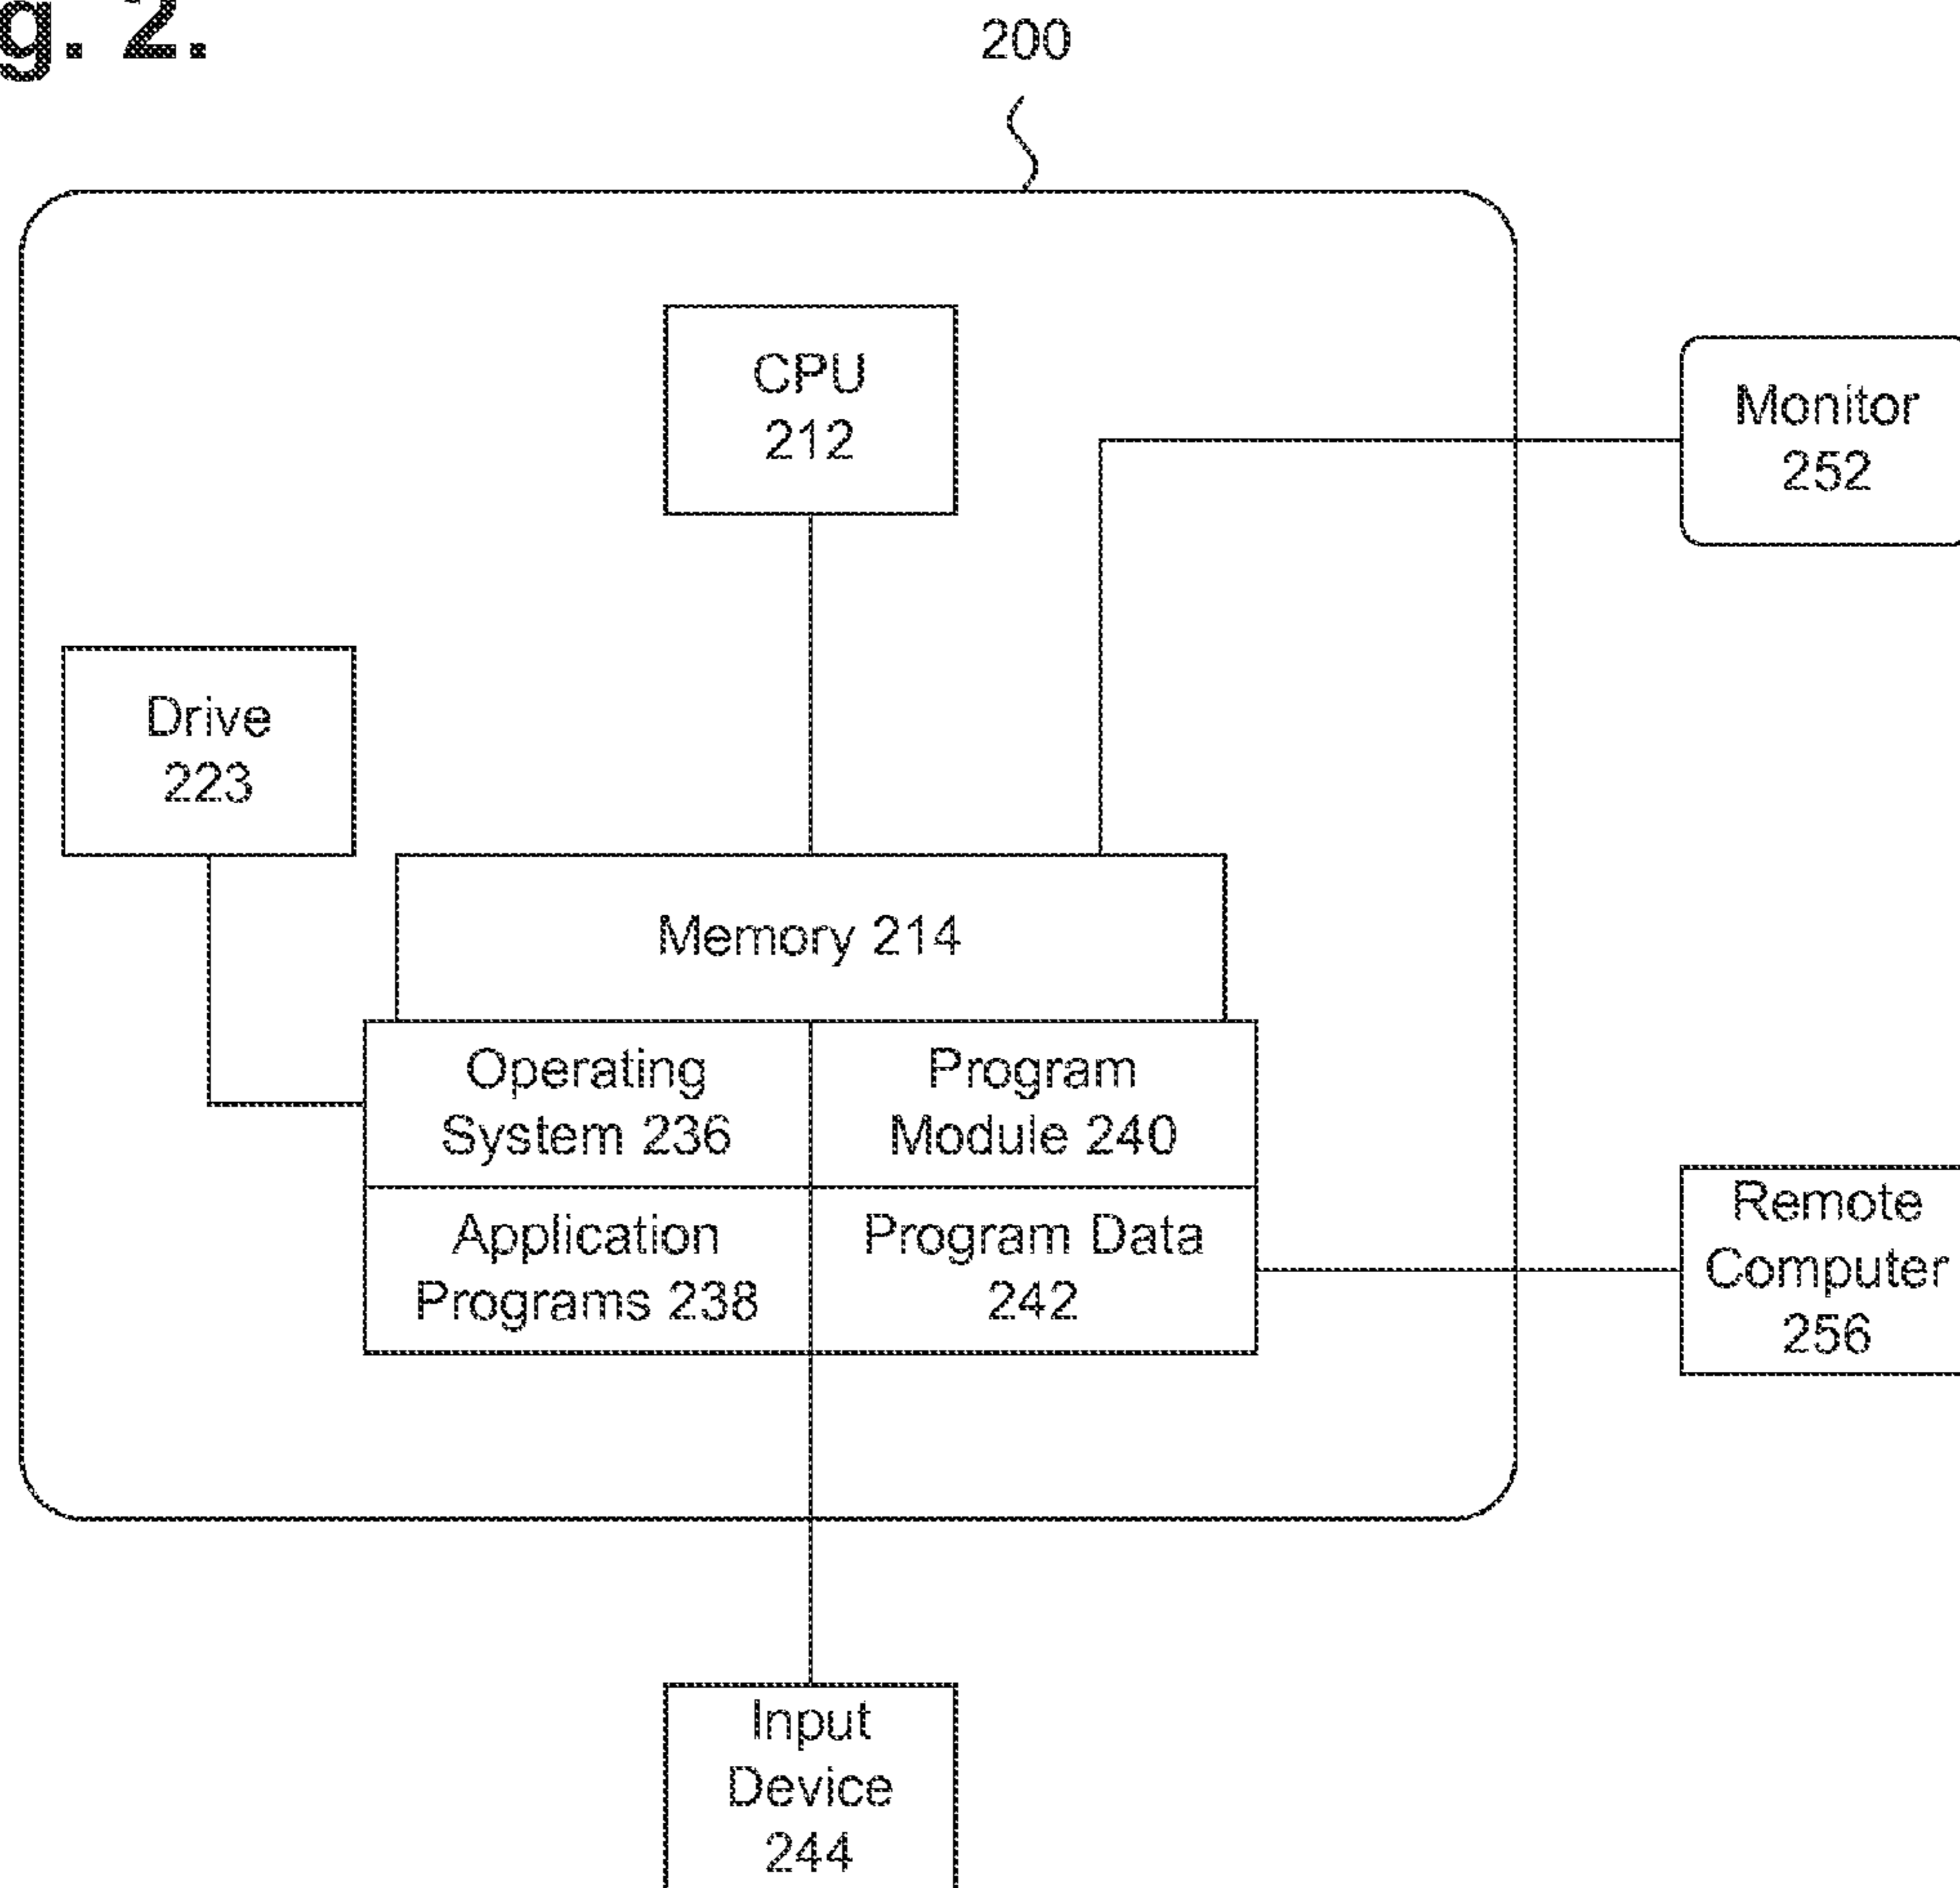 g. 2.
200
CPU
212
Monitor
252
Drive
223
Memory 214
Operating
System 236
Program
Module 240
Application
Programs 238
Program Data
242
Remote
Computer
256
Input
Device
244